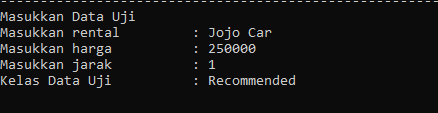 Masukkan Data Uji
Masukkan rental : Jojo Car
Masukkan harga : 250000
Masukkan jarak : 1
Kelas Data Uji : Recommended